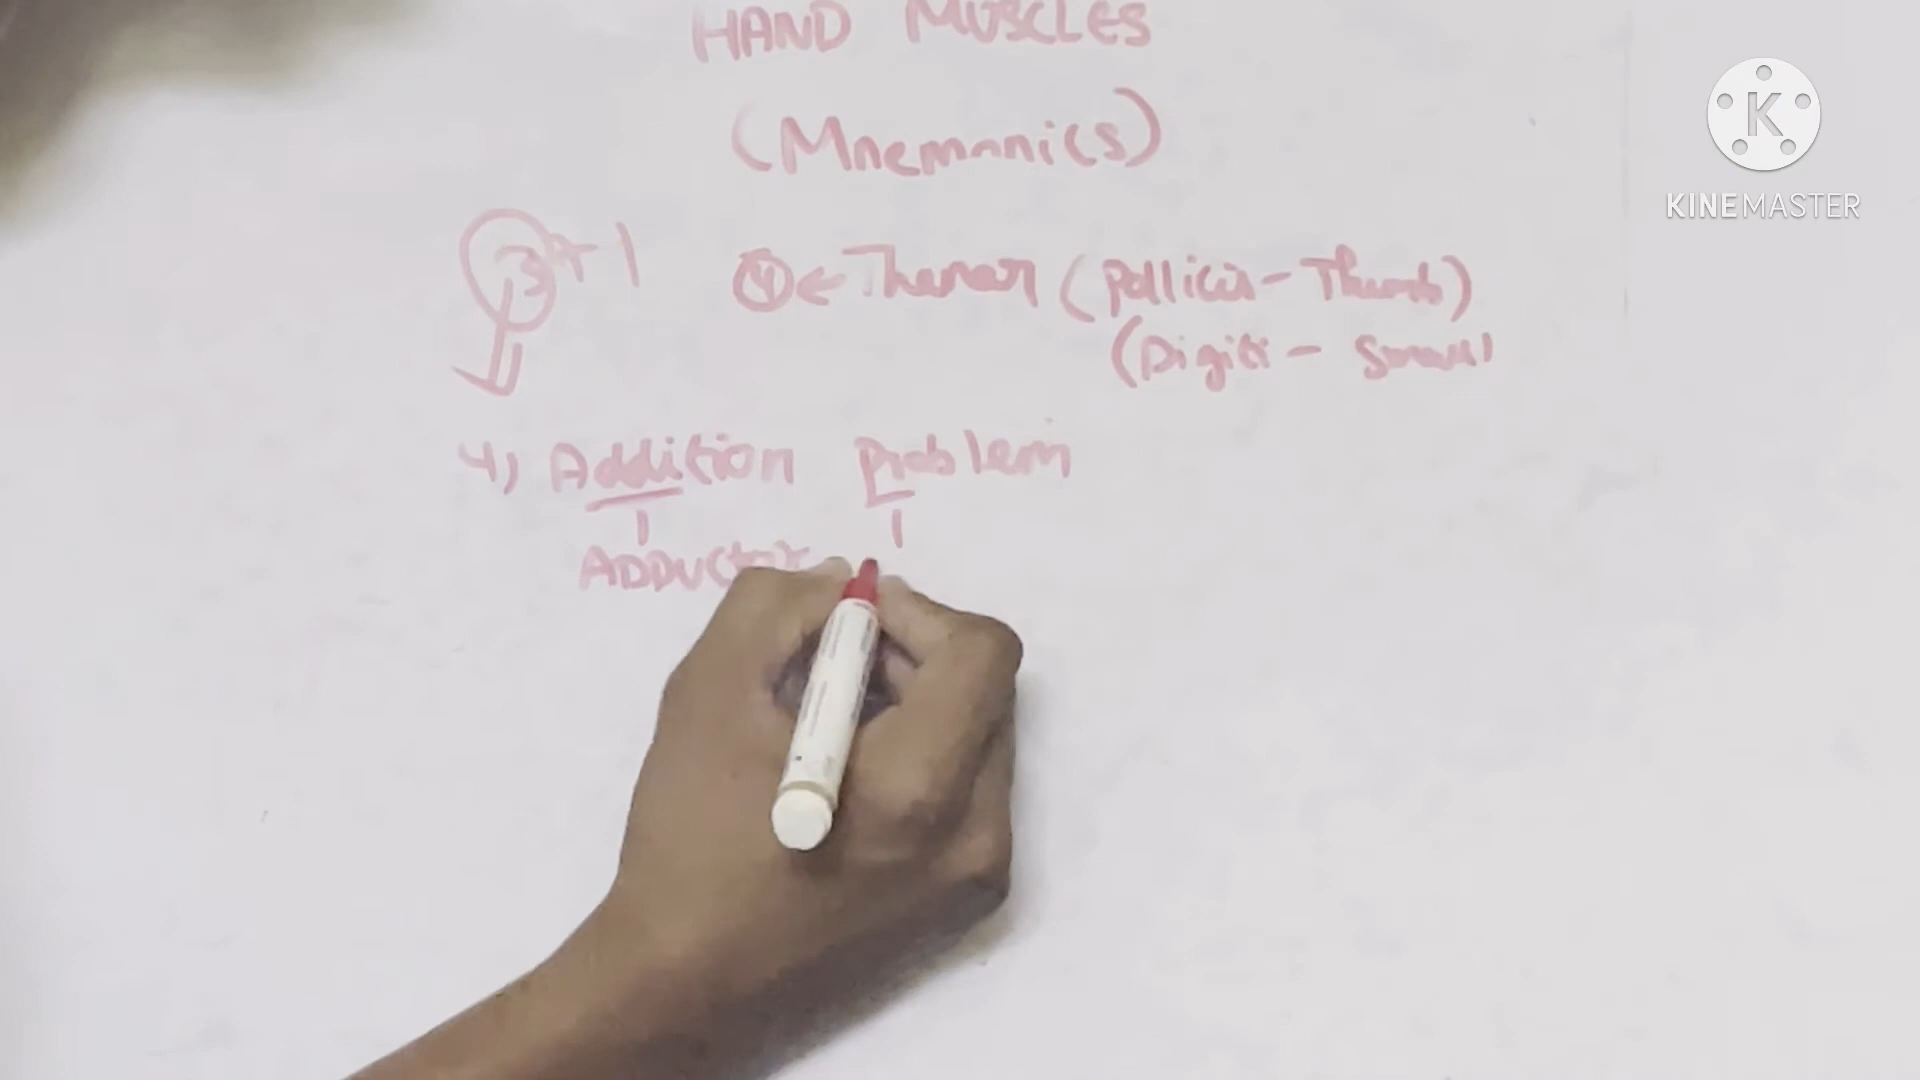 HAND MUSCLES
(Mnemonics)
3+1
4 ← Thenar (Pollicis - Thumb)
(Digiti - Small
4) Addition Problem
ADDUCTOR
K
KINEMASTER